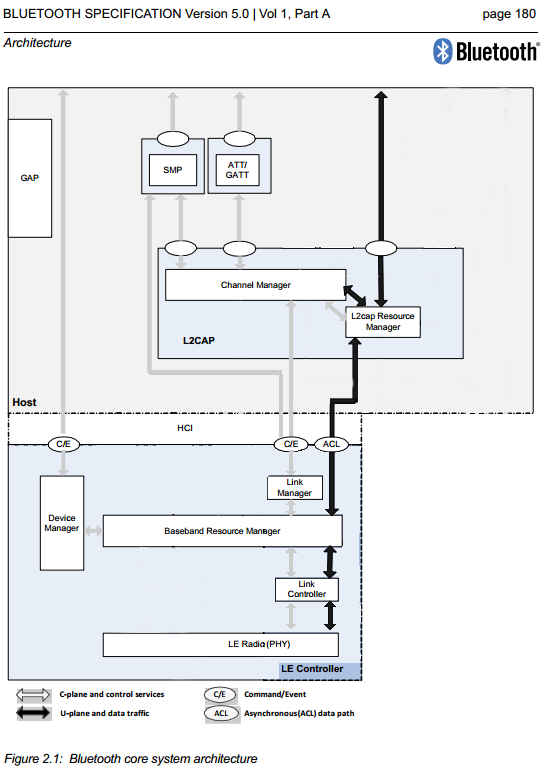 BLUETOOTH SPECIFICATION Version 5.0 | Vol 1, Part A page 180
Architecture
Bluetooth®
GAP
SMP
ATT/
GATT
Channel Manager
L2cap Resource
Manager
L2CAP
Host
HCI
C/E
C/E
ACL
Link
Manager
Device
Manager
Baseband Resource Manager
Link
Controller
LE Radio (PHY)
LE Controller
C-plane and control services
C/E
Command/Event
U-plane and data traffic
ACL
Asynchronous(ACL) data path
Figure 2.1: Bluetooth core system architecture